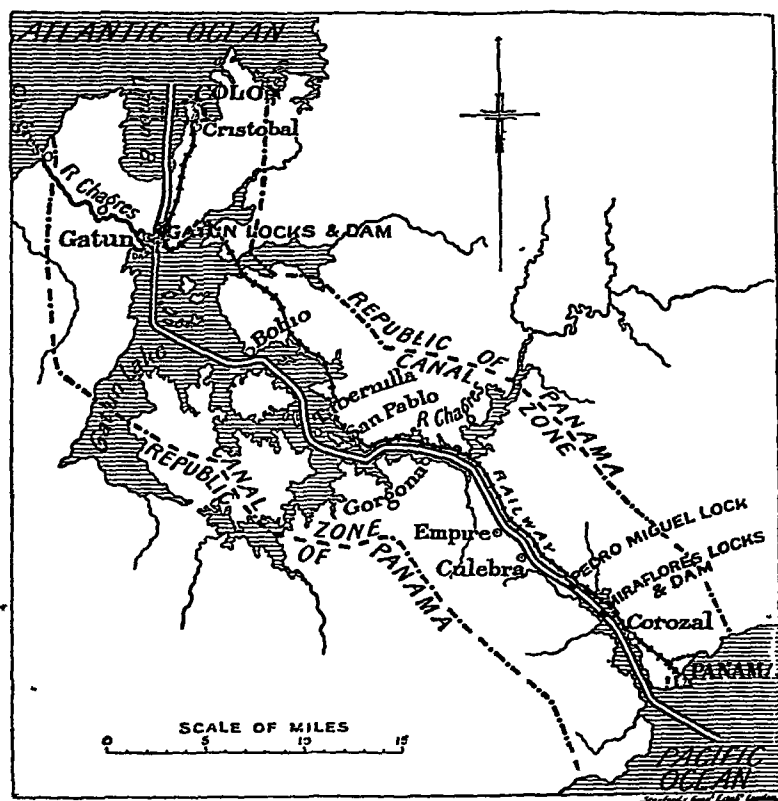 ATLANTIC OCEAN
COLON
Cristobal
R Chagres
Gatun
GATUN LOCKS & DAM
Bohio
REPUBLIC OF PANAMA
CANAL ZONE
San Pablo
R Chagres
Gatun Lake
CANAL ZONE
REPUBLIC OF PANAMA
Gorgona
RAILWAY
Empire
Culebra
PEDRO MIGUEL LOCK
MIRAFLORES LOCKS
& DAM
Corozal
PANAMA
SCALE OF MILES
0 5 10 15
PACIFIC
OCEAN